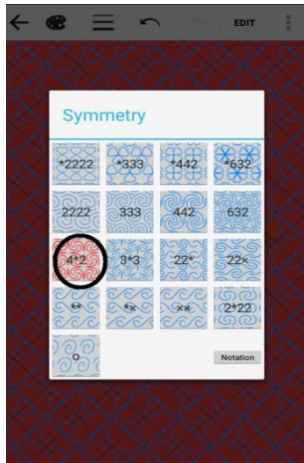 EDIT
Symmetry
*2222 *333 *442 *632
2222 333 442 632
4*2 3*3 22* 22×
** *× ×× 2*22
o
Notation